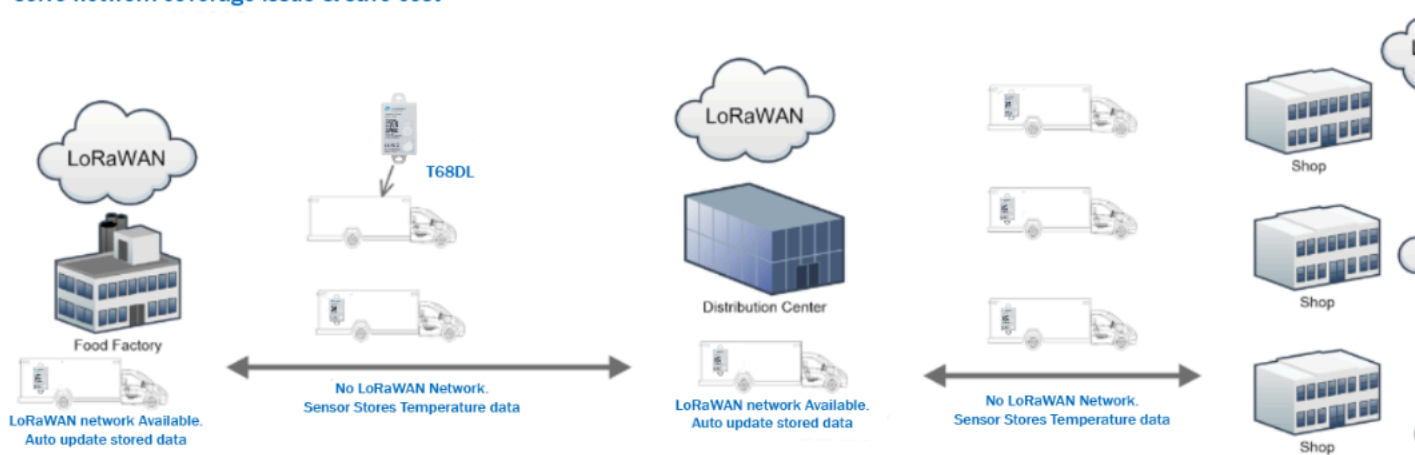 LoRaWAN
T68DL
Food Factory
LoRaWAN network Available.
Auto update stored data
No LoRaWAN Network.
Sensor Stores Temperature data
LoRaWAN
Distribution Center
LoRaWAN network Available.
Auto update stored data
No LoRaWAN Network.
Sensor Stores Temperature data
Shop
Shop
Shop